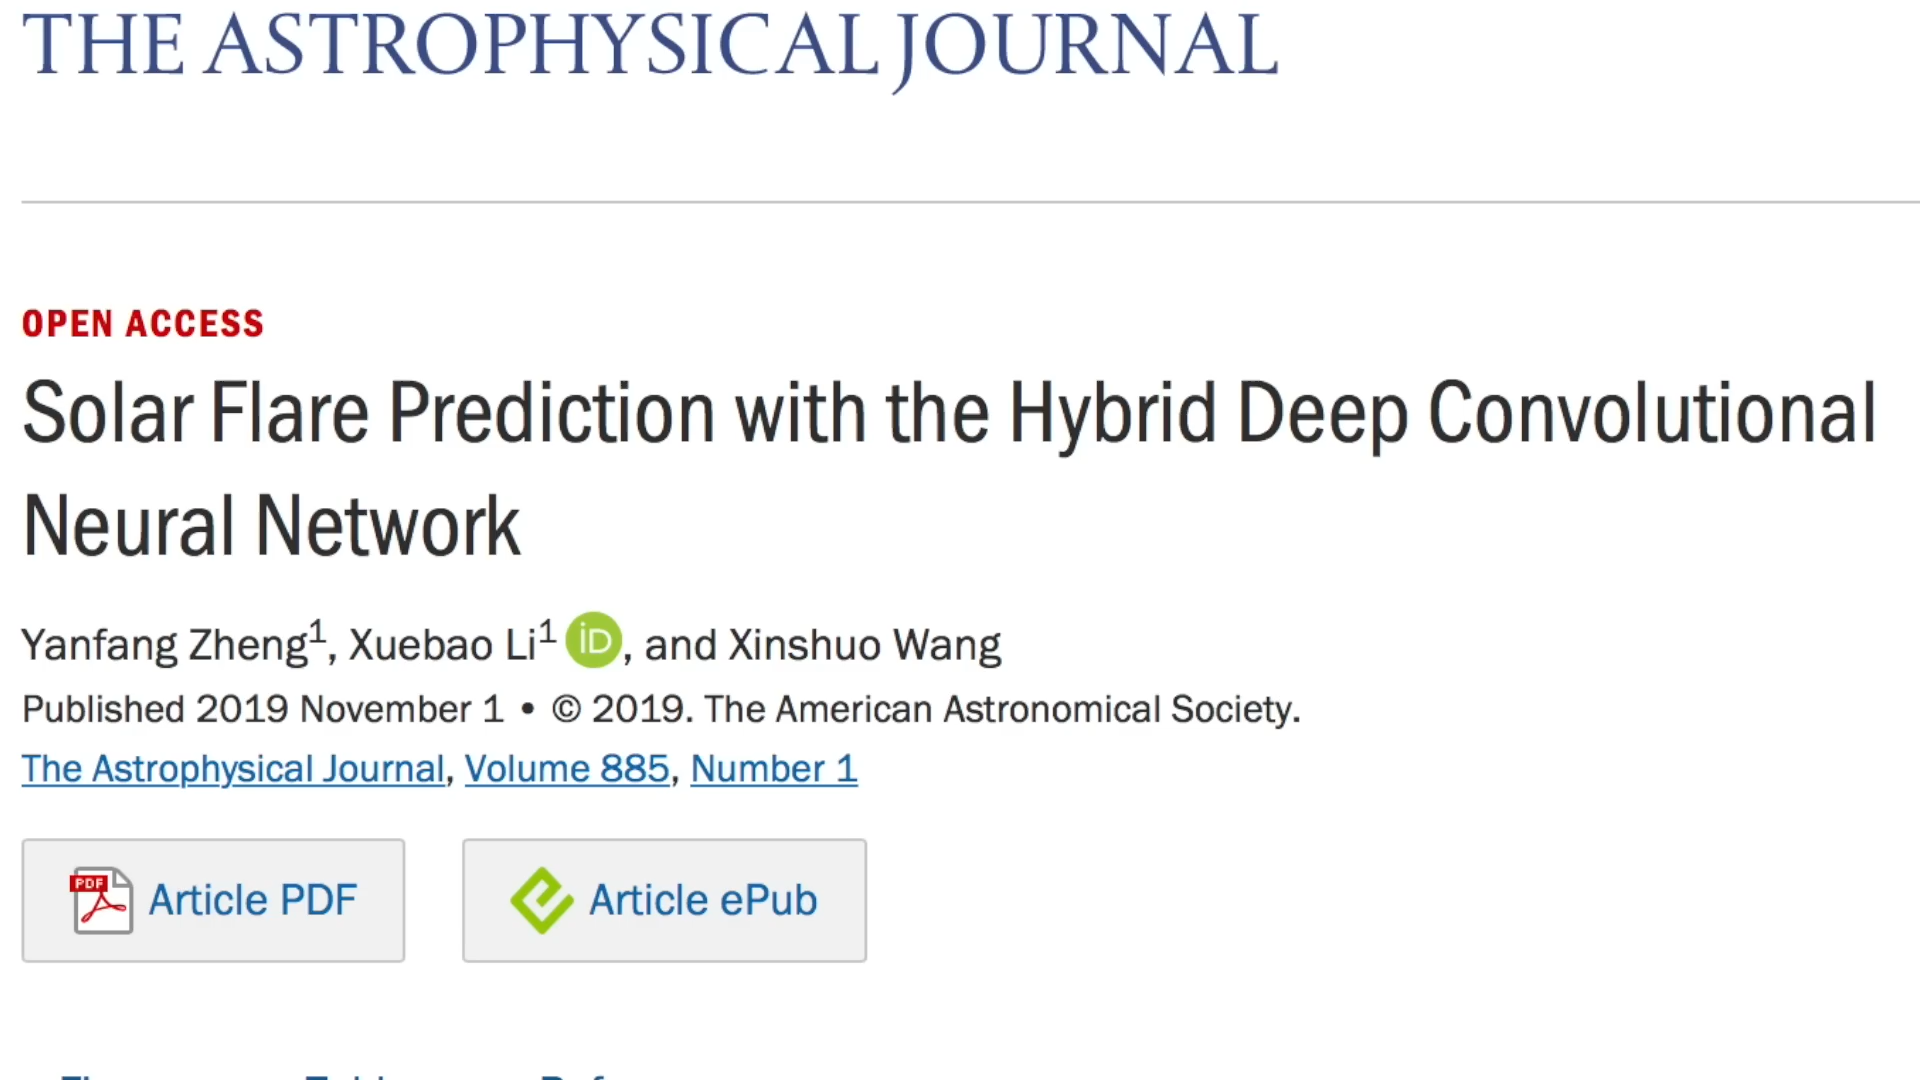 THE ASTROPHYSICAL JOURNAL
OPEN ACCESS
Solar Flare Prediction with the Hybrid Deep Convolutional
Neural Network
Yanfang Zheng1, Xuebao Li1 iD, and Xinshuo Wang
Published 2019 November 1 • © 2019. The American Astronomical Society.
The Astrophysical Journal, Volume 885, Number 1
PDF Article PDF
Article ePub